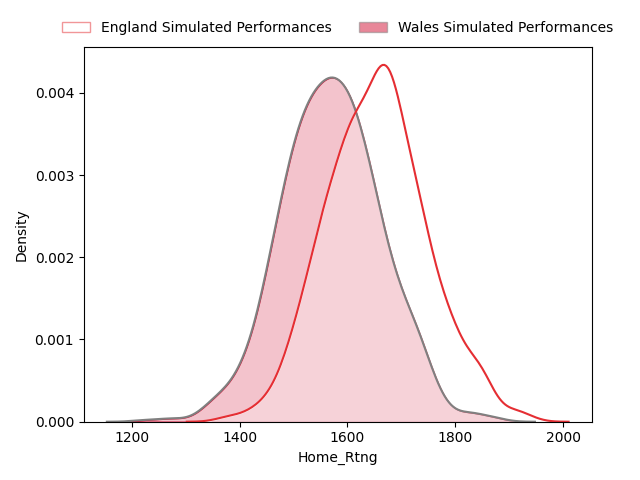 England Simulated Performances
Wales Simulated Performances
0.004
0.003
0.002
0.001
0.000
Density
1200 1400 1600 1800 2000
Home_Rtng